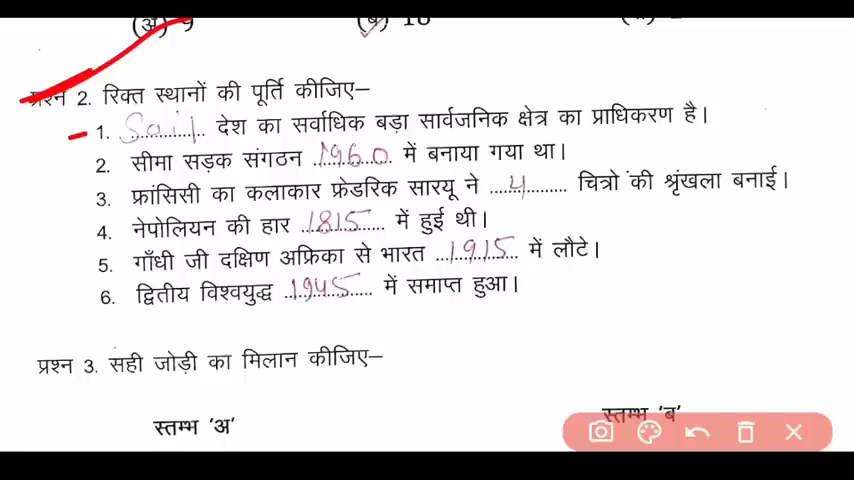 (अ) 9 (ब) 10
प्रश्न 2. रिक्त स्थानों की पूर्ति कीजिए–
1. Sail देश का सर्वाधिक बड़ा सार्वजनिक क्षेत्र का प्राधिकरण है।
2. सीमा सड़क संगठन 1960 में बनाया गया था।
3. फ्रांसिसी का कलाकार फ्रेडरिक सारयू ने 4 चित्रो की श्रृंखला बनाई।
4. नेपोलियन की हार 1815 में हुई थी।
5. गाँधी जी दक्षिण अफ्रिका से भारत 1915 में लौटे।
6. द्वितीय विश्वयुद्ध 1945 में समाप्त हुआ।
प्रश्न 3. सही जोड़ी का मिलान कीजिए–
स्तम्भ 'अ' स्तम्भ 'ब'